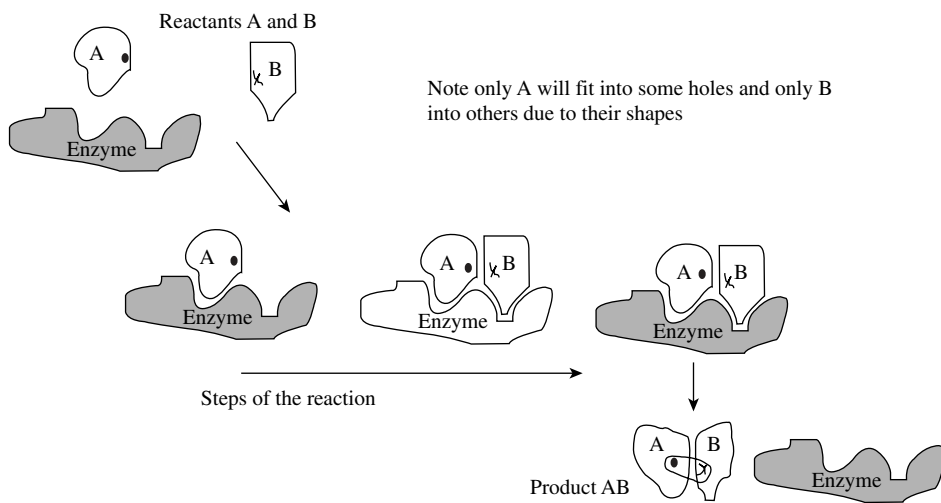 Reactants A and B
A
B
Note only A will fit into some holes and only B
into others due to their shapes
Enzyme
A
Enzyme
A
B
Enzyme
A
B
Enzyme
Steps of the reaction
A
B
Product AB